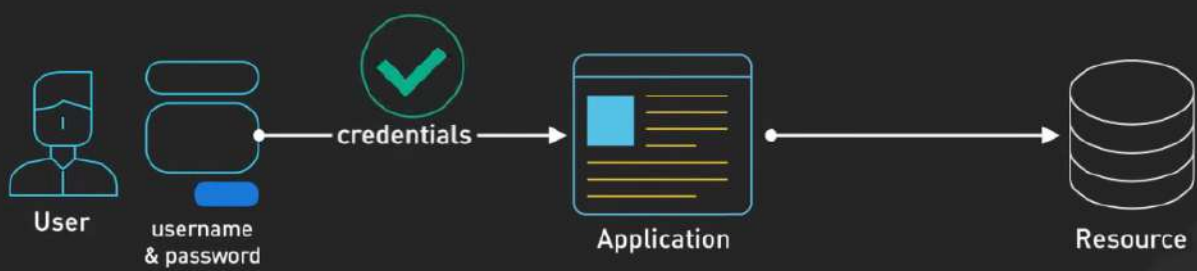 credentials
User
username
& password
Application
Resource